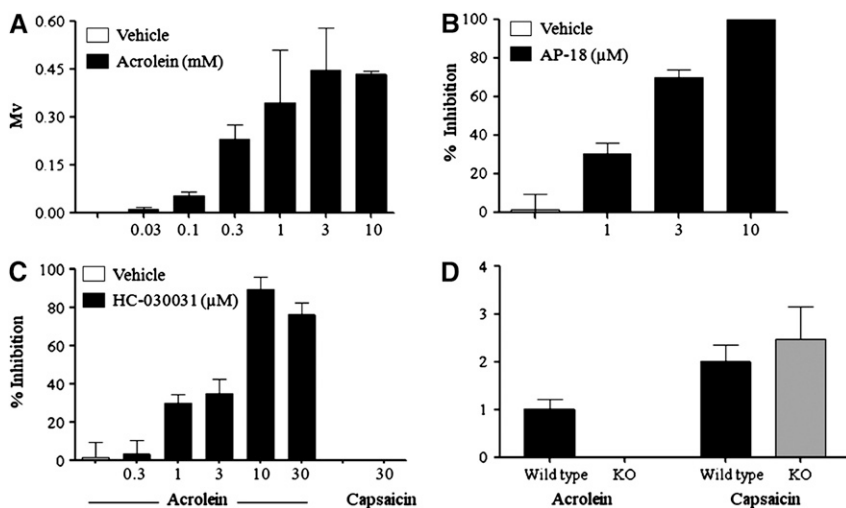 A
Vehicle
Acrolein (mM)
Mv
0.60
0.45
0.30
0.15
0.00
0.03 0.1 0.3 1 3 10
B
Vehicle
AP-18 (µM)
% Inhibition
100
80
60
40
20
0
1 3 10
C
Vehicle
HC-030031 (µM)
% Inhibition
100
80
60
40
20
0
0.3 1 3 10 30 30
Acrolein Capsaicin
D
4
3
2
1
0
Wild type KO Wild type KO
Acrolein Capsaicin